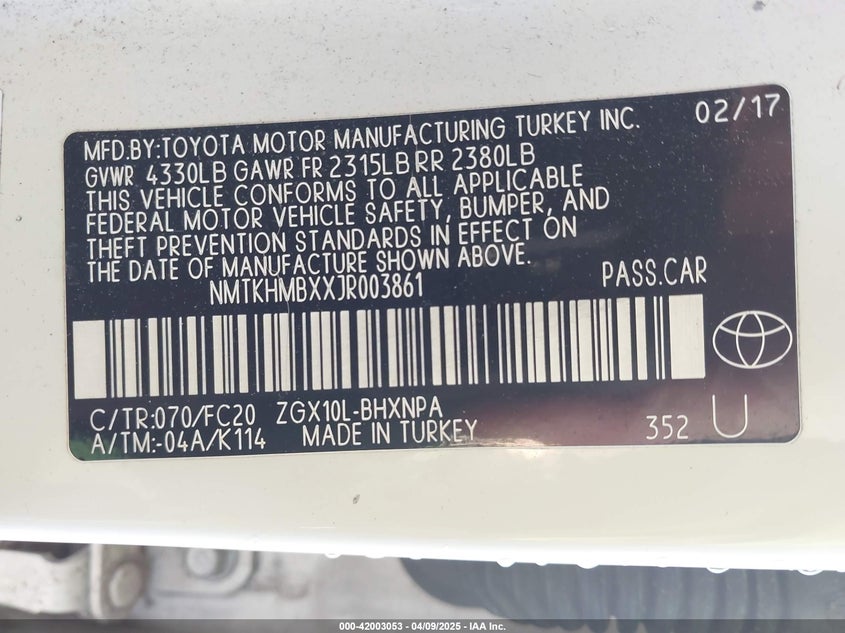 MFD.BY:TOYOTA MOTOR MANUFACTURING TURKEY INC. 02/17
GVWR 4330LB GAWR FR 2315LB RR 2380LB
THIS VEHICLE CONFORMS TO ALL APPLICABLE
FEDERAL MOTOR VEHICLE SAFETY, BUMPER, AND
THEFT PREVENTION STANDARDS IN EFFECT ON
THE DATE OF MANUFACTURE SHOWN ABOVE.
NMTKHMBXXJR003861 PASS.CAR
C/TR:070/FC20 ZGX10L-BHXNPA
A/TM:-04A/K114 MADE IN TURKEY 352 U
000-42003053 - 04/09/2025 - IAA Inc.